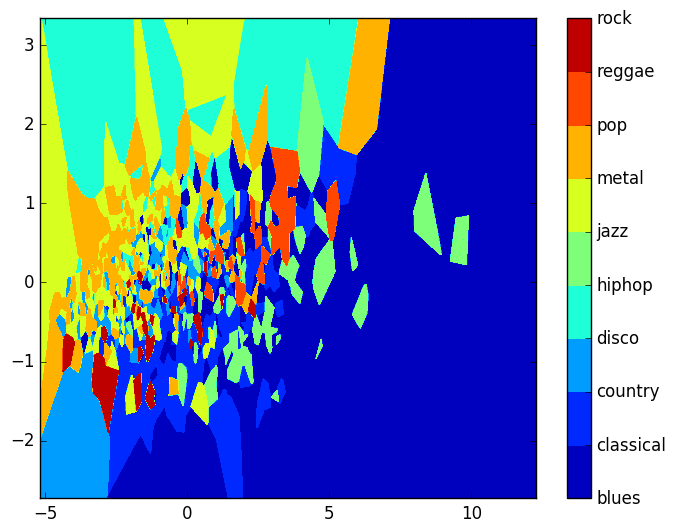 3
2
1
0
−1
−2
−5
0
5
10
rock
reggae
pop
metal
jazz
hiphop
disco
country
classical
blues